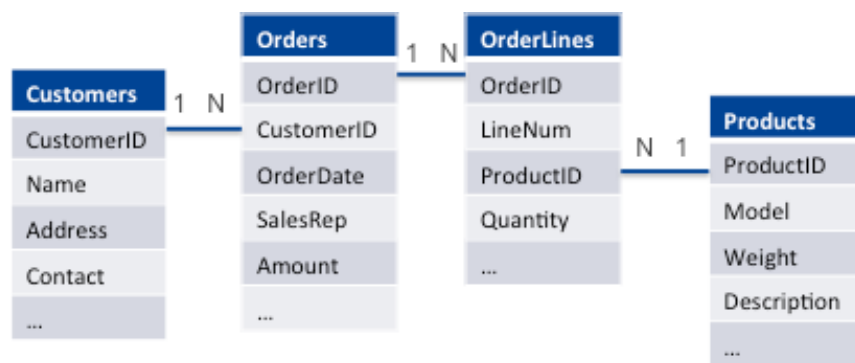 Customers
CustomerID
Name
Address
Contact
...
1 N
Orders
OrderID
CustomerID
OrderDate
SalesRep
Amount
...
1 N
OrderLines
OrderID
LineNum
ProductID
Quantity
...
N 1
Products
ProductID
Model
Weight
Description
...